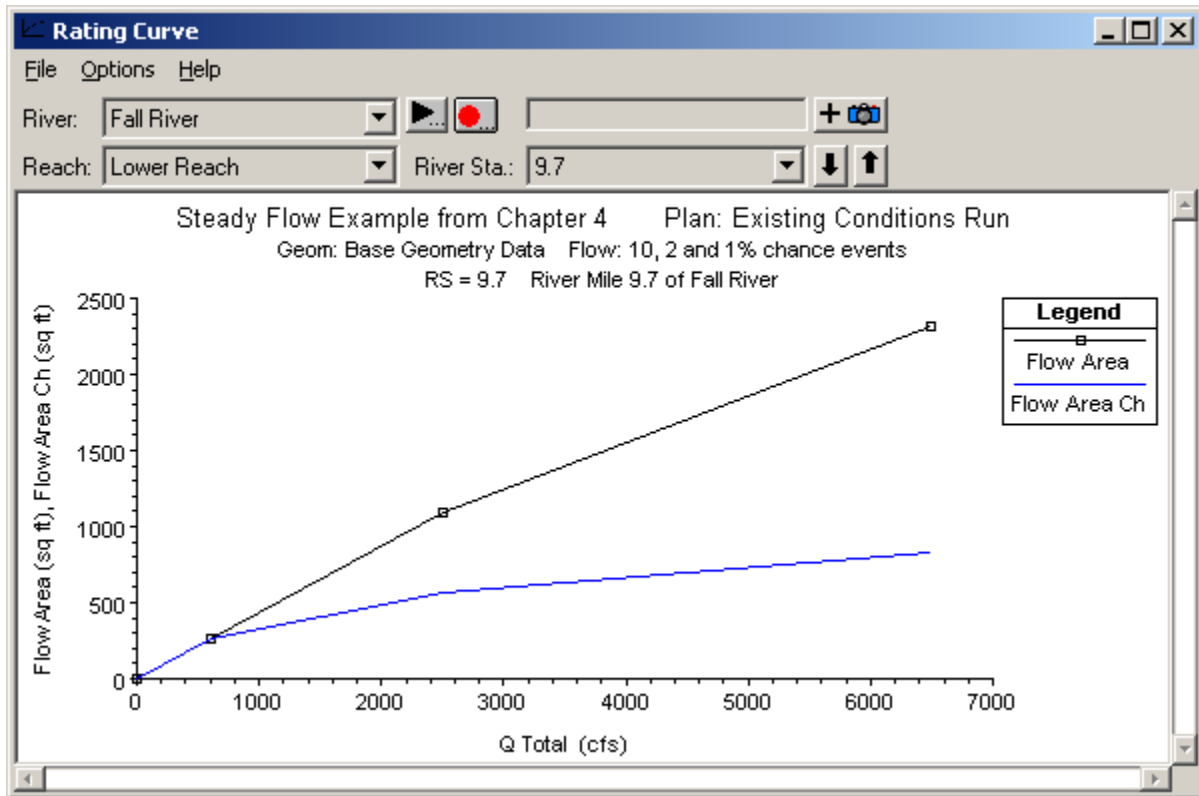 Rating Curve
File Options Help
River: Fall River
Reach: Lower Reach River Sta.: 9.7
Steady Flow Example from Chapter 4 Plan: Existing Conditions Run
Geom: Base Geometry Data Flow: 10, 2 and 1% chance events
RS = 9.7 River Mile 9.7 of Fall River
Flow Area (sq ft), Flow Area Ch (sq ft)
2500
2000
1500
1000
500
0
0 1000 2000 3000 4000 5000 6000 7000
Q Total (cfs)
Legend
Flow Area
Flow Area Ch